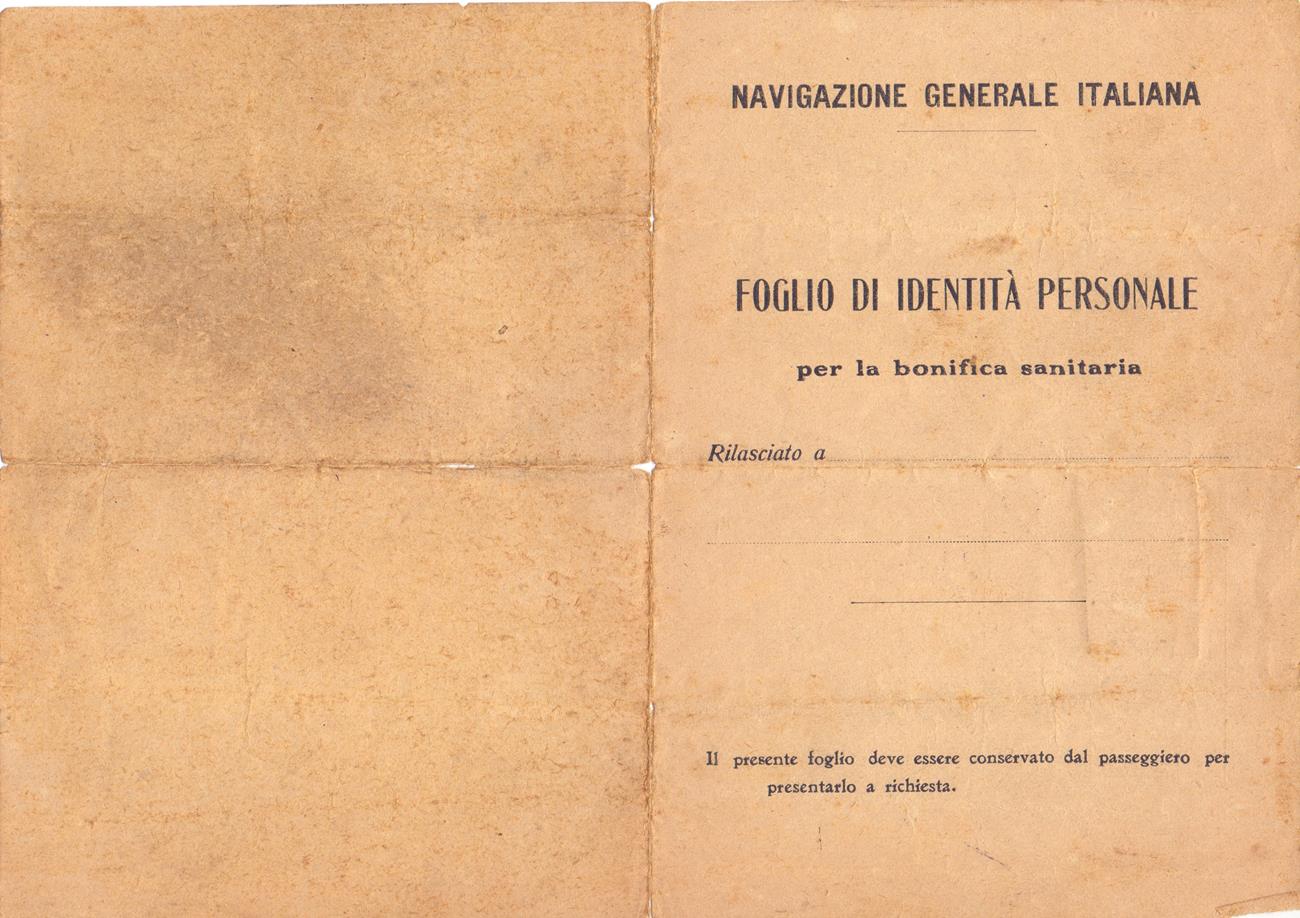 NAVIGAZIONE GENERALE ITALIANA
FOGLIO DI IDENTITÀ PERSONALE
per la bonifica sanitaria
Rilasciato a
Il presente foglio deve essere conservato dal passeggiero per
presentarlo a richiesta.